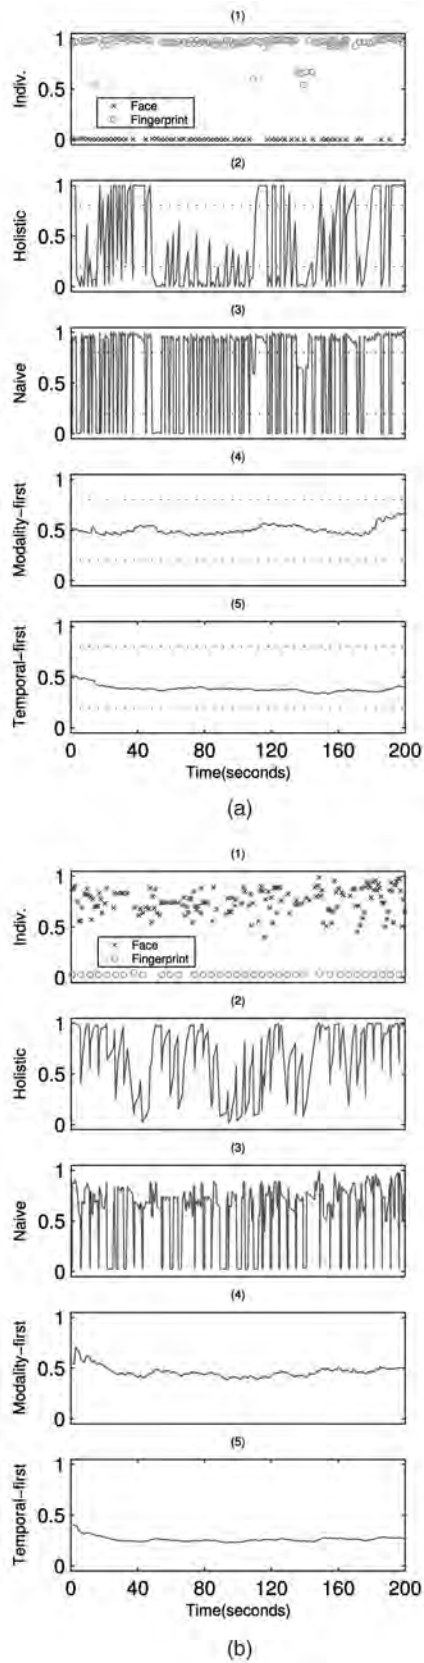 (1)
1
0.5
0
Indiv.
× Face
○ Fingerprint
(2)
1
0.5
0
Holistic
(3)
1
0.5
0
Naive
(4)
1
0.5
0
Modality-first
(5)
1
0.5
0
Temporal-first
0 40 80 120 160 200
Time(seconds)
(a)
(1)
1
0.5
0
Indiv.
× Face
○ Fingerprint
(2)
1
0.5
0
Holistic
(3)
1
0.5
0
Naive
(4)
1
0.5
0
Modality-first
(5)
1
0.5
0
Temporal-first
0 40 80 120 160 200
Time(seconds)
(b)